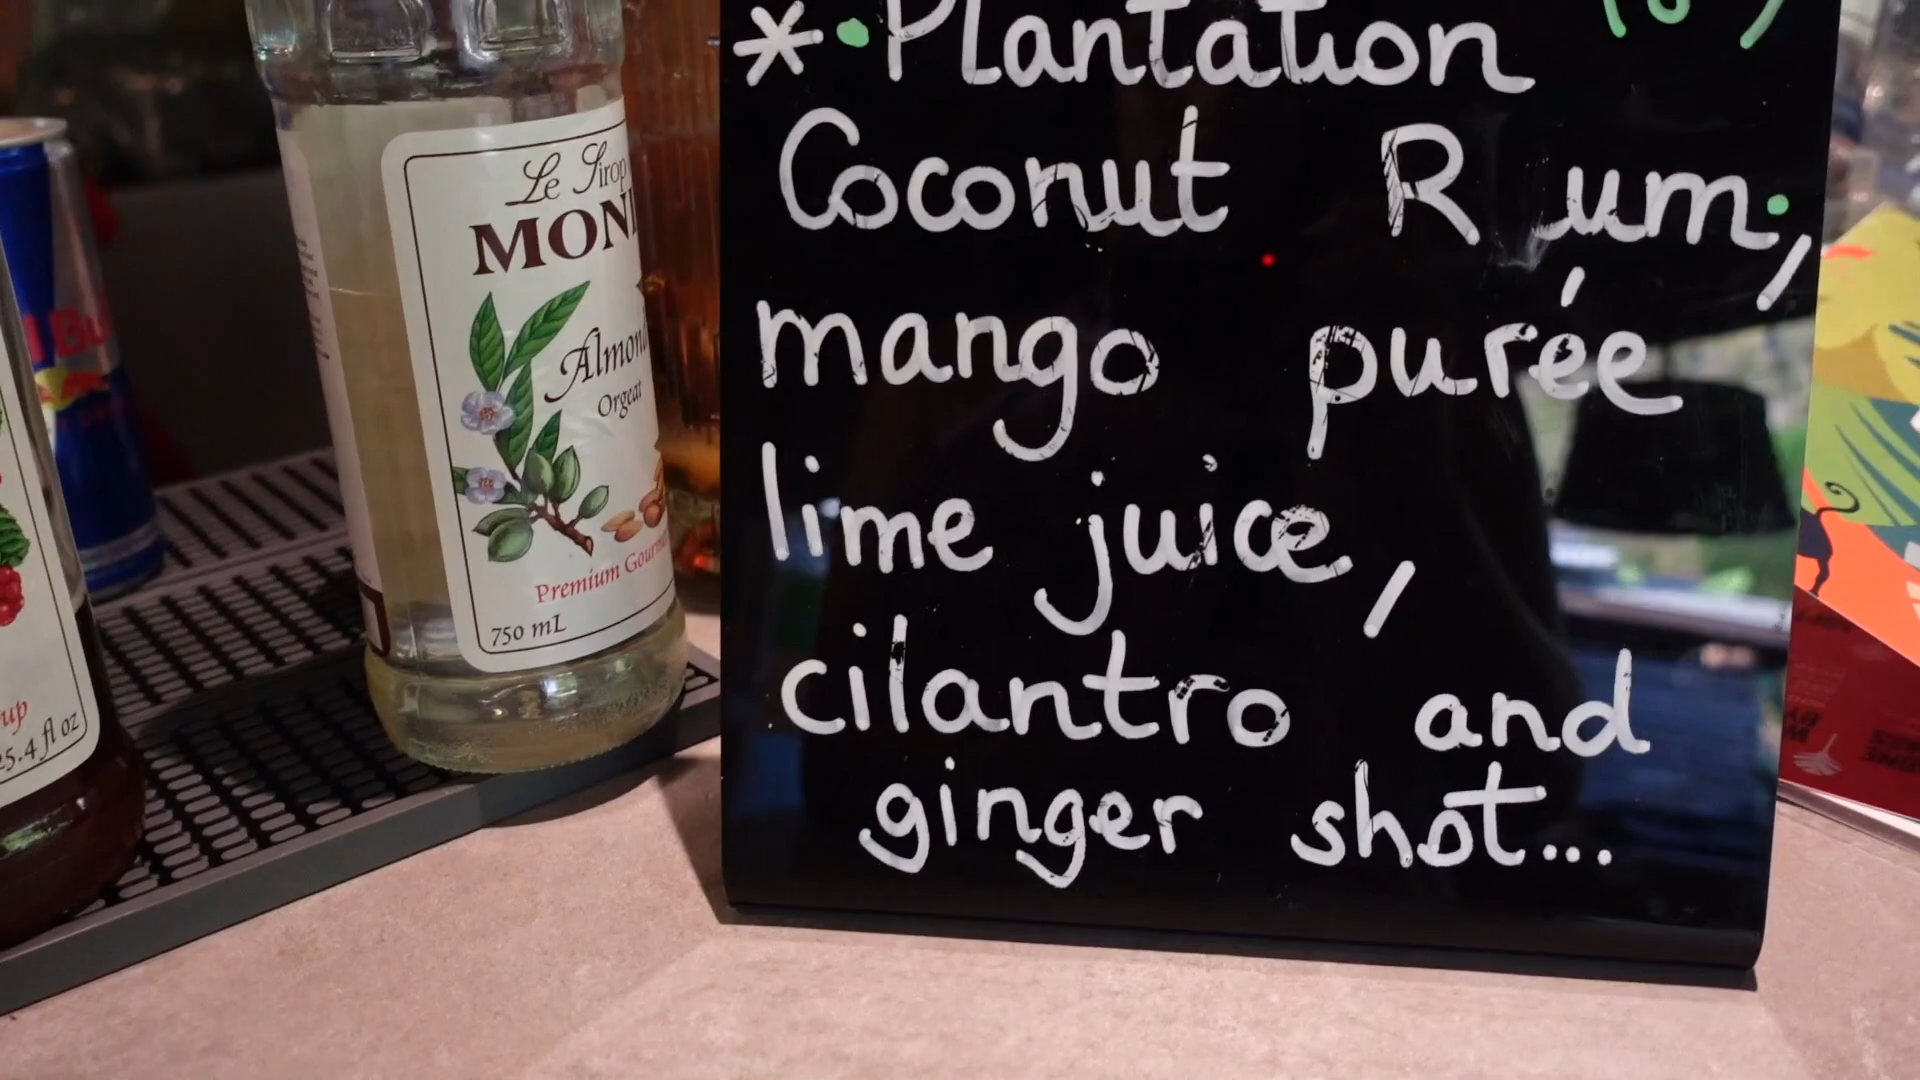 *•Plantation
Coconut Rum,
mango purée
lime juice,
cilantro and
ginger shot...
Le Sirop
MONI
Almond
Orgeat
Premium Gourm
750 mL
25.4 fl oz